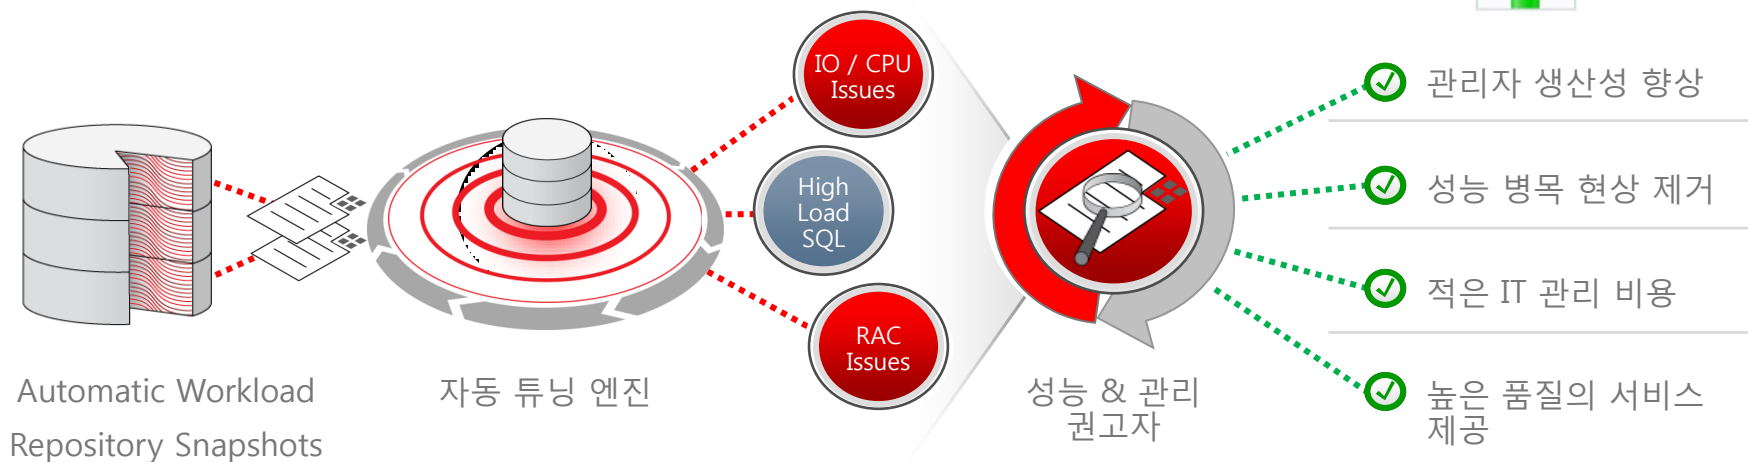 Automatic Workload
Repository Snapshots
자동 튜닝 엔진
IO / CPU
Issues
High
Load
SQL
RAC
Issues
성능 & 관리
권고자
관리자 생산성 향상
성능 병목 현상 제거
적은 IT 관리 비용
높은 품질의 서비스
제공